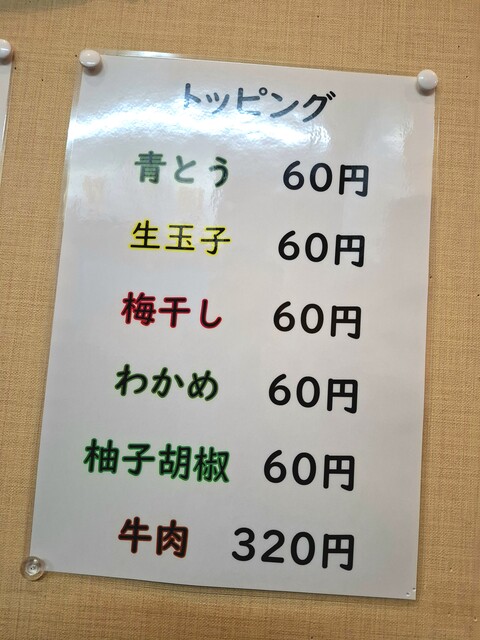 トッピング
青とう 60円
生玉子 60円
梅干し 60円
わかめ 60円
柚子胡椒 60円
牛肉 320円